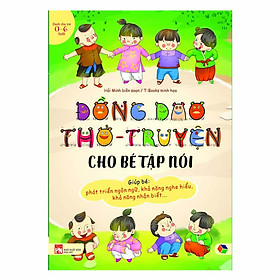 Dành cho trẻ
0-6
tuổi
Hải Minh biên soạn / T-Books minh họa
ĐỒNG DAO
THƠ-TRUYỆN
CHO BÉ TẬP NÓI
Giúp bé:
phát triển ngôn ngữ, khả năng nghe hiểu,
khả năng nhận biết...